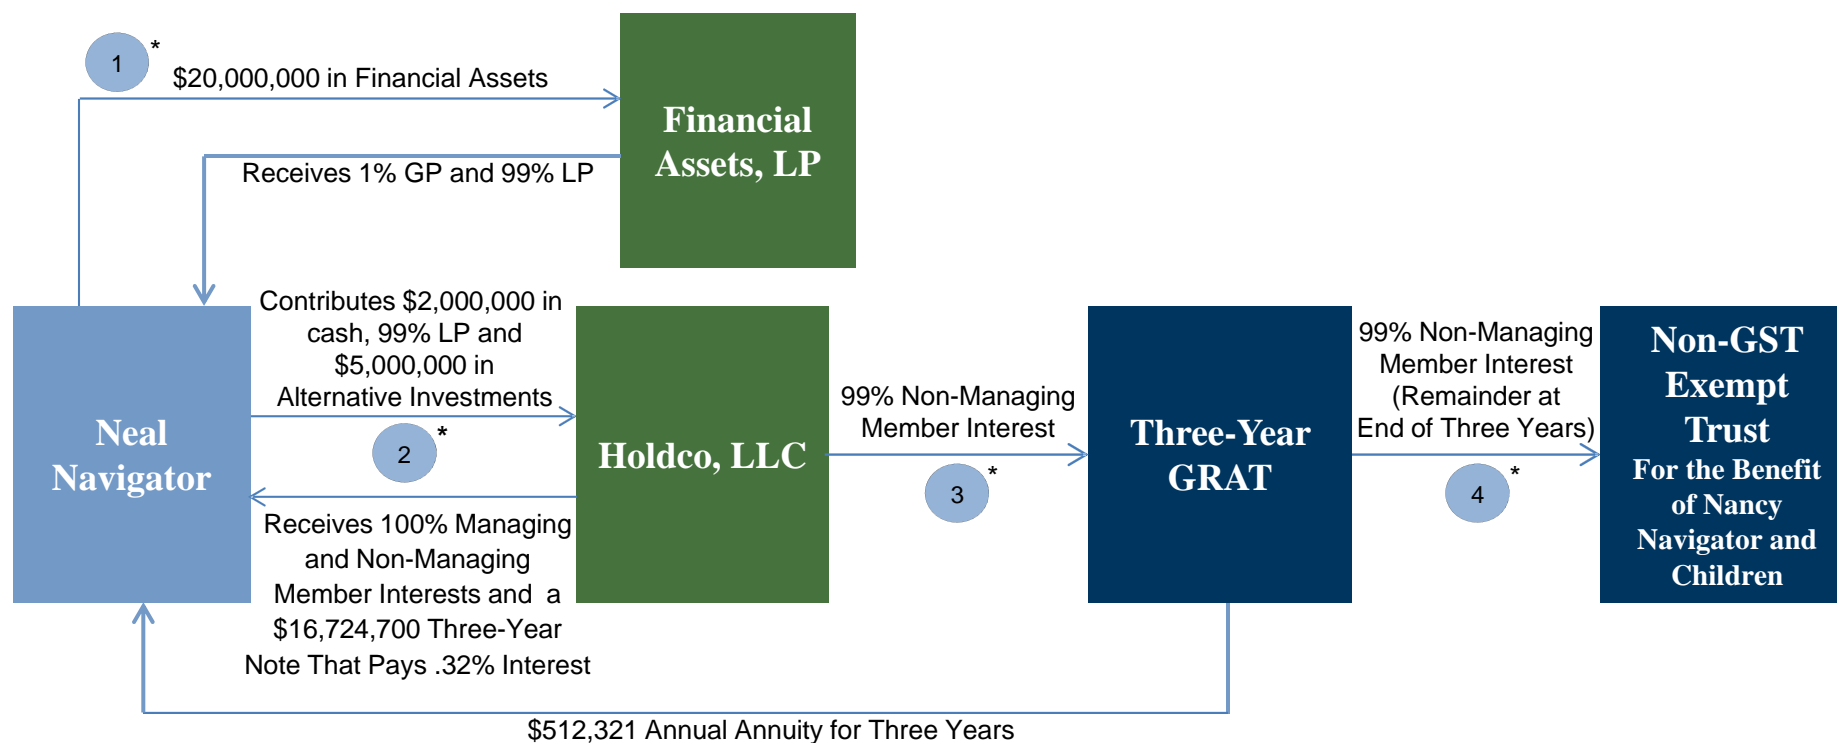 1 *
$20,000,000 in Financial Assets
Financial
Assets, LP
Receives 1% GP and 99% LP
Neal
Navigator
Contributes $2,000,000 in
cash, 99% LP and
$5,000,000 in
Alternative Investments
2 *
Receives 100% Managing
and Non-Managing
Member Interests and a
$16,724,700 Three-Year
Note That Pays .32% Interest
Holdco, LLC
99% Non-Managing
Member Interest
3 *
Three-Year
GRAT
99% Non-Managing
Member Interest
(Remainder at
End of Three Years)
4 *
Non-GST
Exempt
Trust
For the Benefit
of Nancy
Navigator and
Children
$512,321 Annual Annuity for Three Years